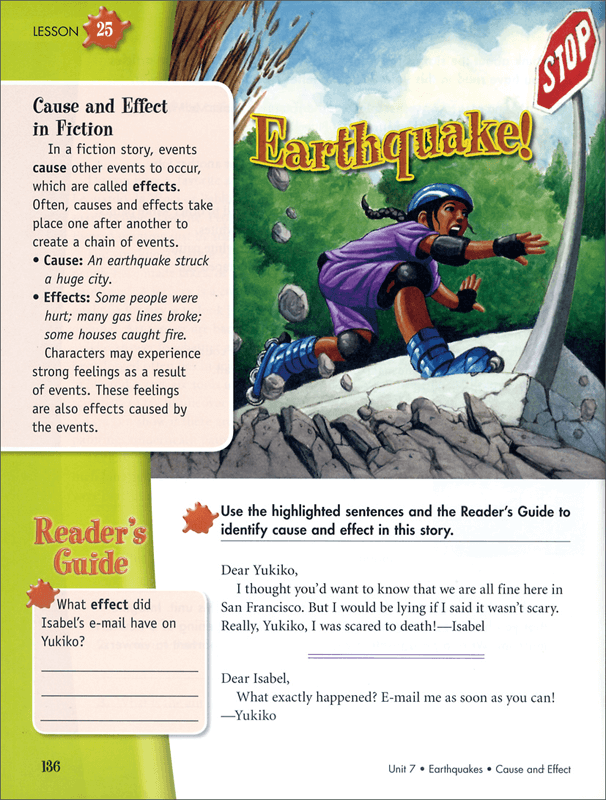 LESSON 25
Cause and Effect
in Fiction
In a fiction story, events
cause other events to occur,
which are called effects.
Often, causes and effects take
place one after another to
create a chain of events.
• Cause: An earthquake struck
a huge city.
• Effects: Some people were
hurt; many gas lines broke;
some houses caught fire.
Characters may experience
strong feelings as a result
of events. These feelings
are also effects caused by
the events.
STOP
Earthquake!
Reader's
Guide
What effect did
Isabel's e-mail have on
Yukiko?
Use the highlighted sentences and the Reader's Guide to
identify cause and effect in this story.
Dear Yukiko,
I thought you'd want to know that we are all fine here in
San Francisco. But I would be lying if I said it wasn't scary.
Really, Yukiko, I was scared to death!—Isabel
Dear Isabel,
What exactly happened? E-mail me as soon as you can!
—Yukiko
136
Unit 7 • Earthquakes • Cause and Effect